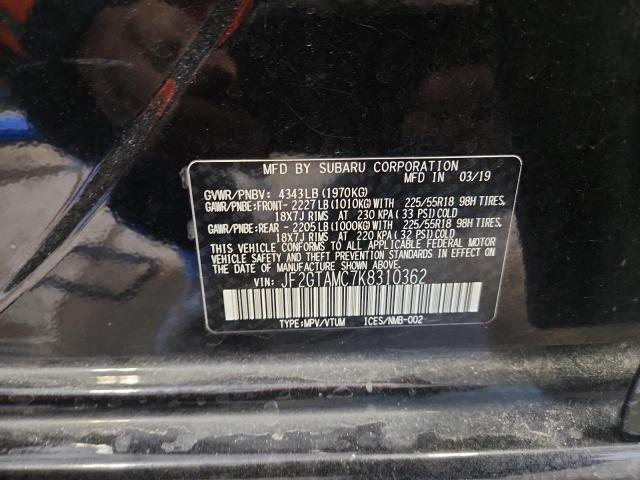 MFD BY SUBARU CORPORATION
MFD IN 03/19
GVWR/PNBV: 4343LB(1970KG)
GAWR/PNBE:FRONT- 2227LB(1010KG)WITH 225/55R18 98H TIRES,
18X7J RIMS AT 230 KPA(33 PSI)COLD
GAWR/PNBE:REAR - 2205LB(1000KG)WITH 225/55R18 98H TIRES,
18X7J RIMS AT 220 KPA(32 PSI)COLD
THIS VEHICLE CONFORMS TO ALL APPLICABLE FEDERAL MOTOR
VEHICLE SAFETY AND THEFT PREVENTION STANDARDS IN EFFECT
ON THE DATE OF MANUFACTURE SHOWN ABOVE.
VIN: JF2GTAMC7K8310362
TYPE:MPV/VTUM ICES/NMB-002